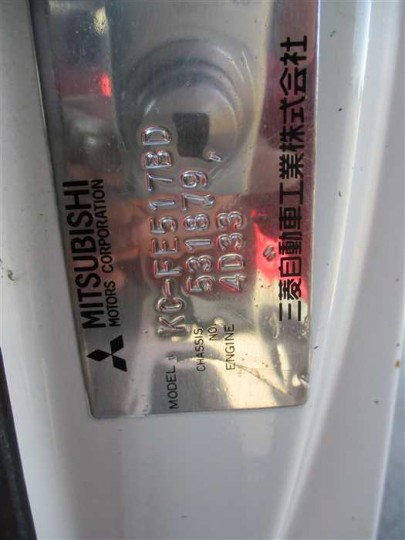 MITSUBISHI
MOTORS CORPORATION
MODEL KC-FE517BD
CHASSIS NO. 531879
ENGINE 4D33
三菱自動車工業株式会社